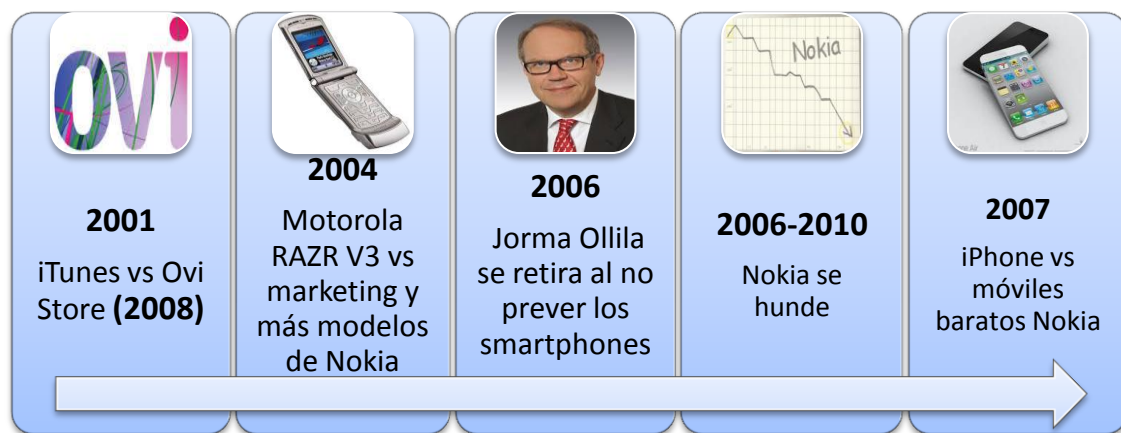 ovi
2001
iTunes vs Ovi
Store (2008)
2004
Motorola
RAZR V3 vs
marketing y
más modelos
de Nokia
2006
Jorma Ollila
se retira al no
prever los
smartphones
Nokia
2006-2010
Nokia se
hunde
2007
iPhone vs
móviles
baratos Nokia